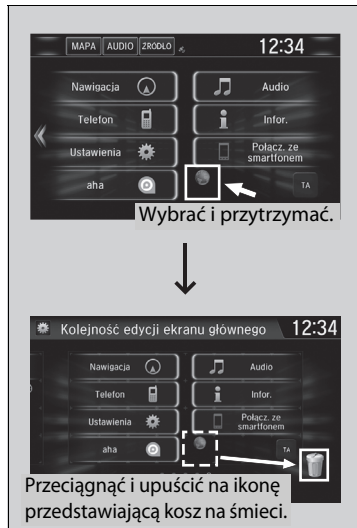 MAPA AUDIO ZRODŁO 12:34
Nawigacja Audio
Telefon Infor.
Ustawienia Połącz. ze
smartfonem
aha TA
Wybrać i przytrzymać.
Kolejność edycji ekranu głównego 12:34
Nawigacja Audio
Telefon Infor.
Ustawienia Połącz. ze
smartfonem
aha TA
Przeciągnąć i upuścić na ikonę
przedstawiającą kosz na śmieci.